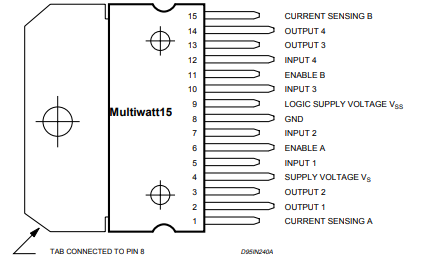 15 CURRENT SENSING B
14 OUTPUT 4
13 OUTPUT 3
12 INPUT 4
11 ENABLE B
10 INPUT 3
Multiwatt15
9 LOGIC SUPPLY VOLTAGE VSS
8 GND
7 INPUT 2
6 ENABLE A
5 INPUT 1
4 SUPPLY VOLTAGE VS
3 OUTPUT 2
2 OUTPUT 1
1 CURRENT SENSING A
TAB CONNECTED TO PIN 8
D95IN240A